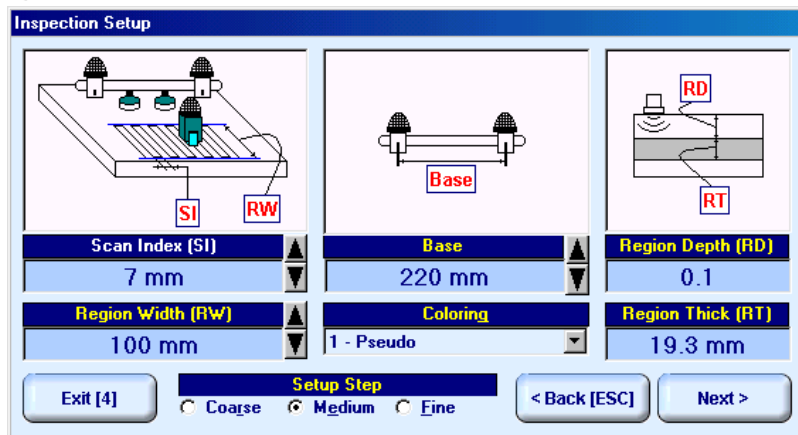 Inspection Setup
SI
RW
Base
RD
RT
Scan Index (SI)
7 mm
Base
220 mm
Region Depth (RD)
0.1
Region Width (RW)
100 mm
Coloring
1 - Pseudo
Region Thick (RT)
19.3 mm
Exit [4]
Setup Step
Coarse Medium Fine
< Back [ESC]
Next >